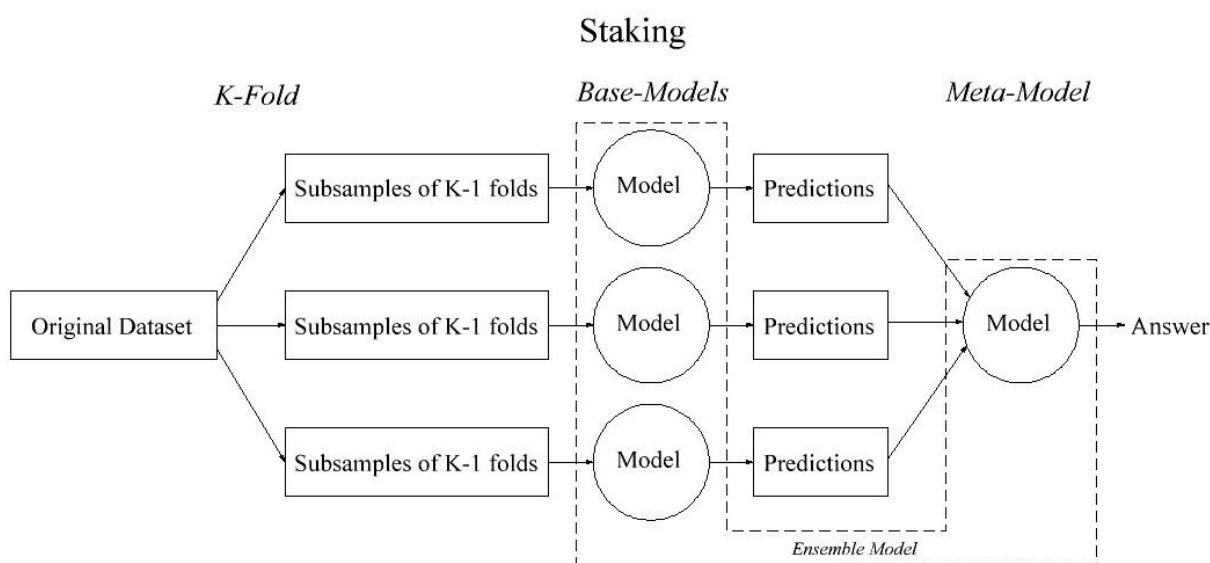 Staking
K-Fold
Base-Models
Meta-Model
Subsamples of K-1 folds
Model
Predictions
Original Dataset
Subsamples of K-1 folds
Model
Predictions
Model
Answer
Subsamples of K-1 folds
Model
Predictions
Ensemble Model